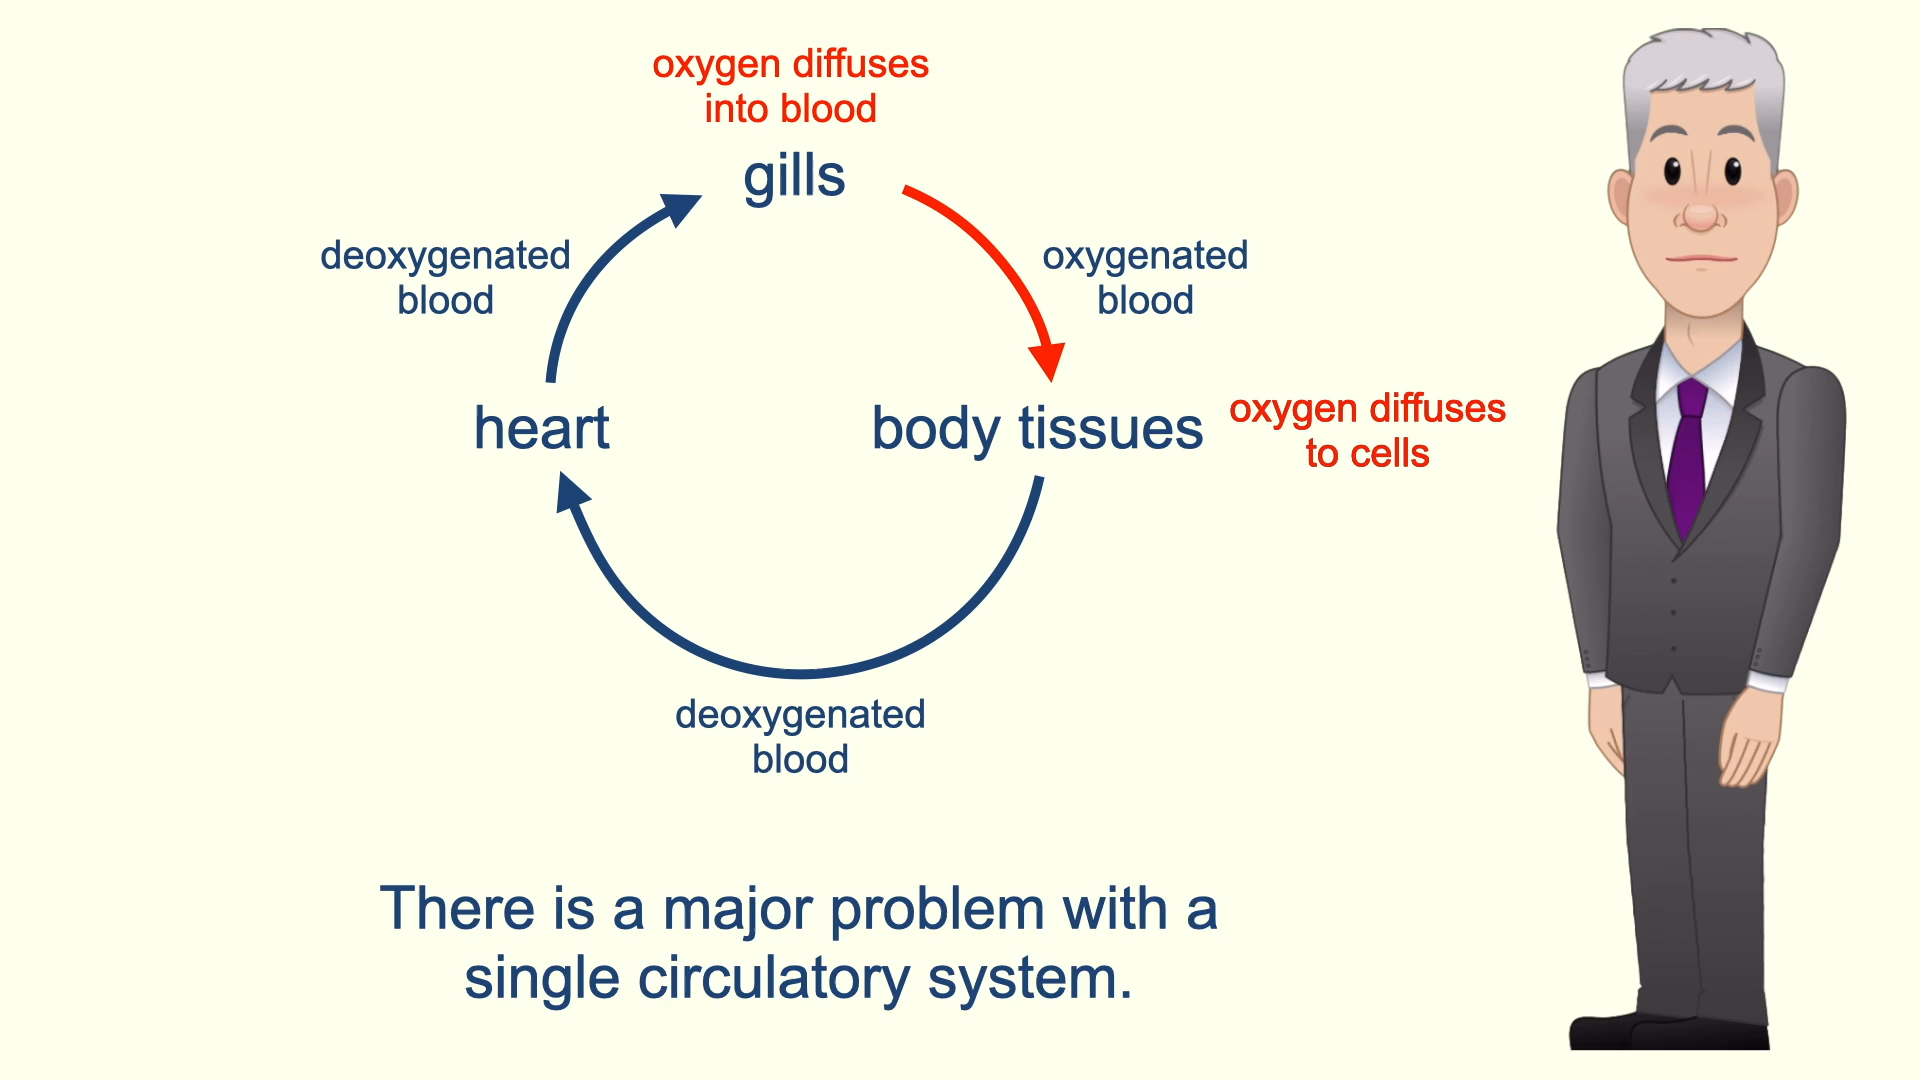 oxygen diffuses
into blood
gills
deoxygenated
blood
oxygenated
blood
heart
body tissues
oxygen diffuses
to cells
deoxygenated
blood
There is a major problem with a
single circulatory system.